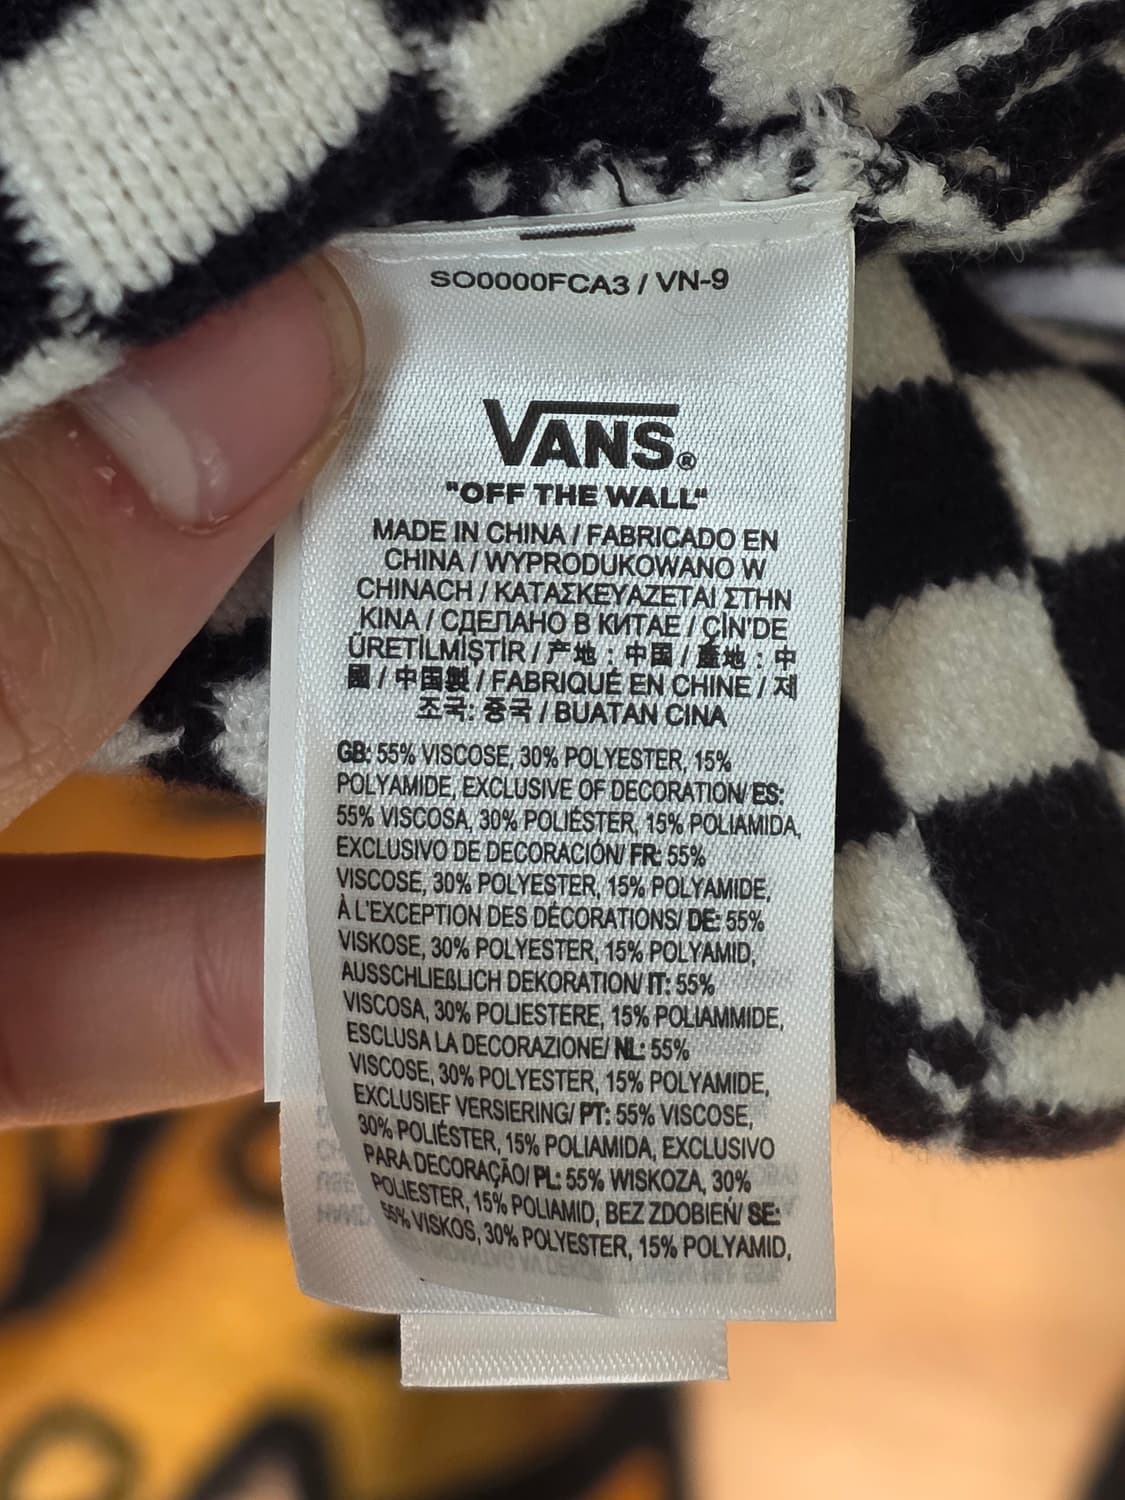 SO0000FCA3 / VN-9
VANS®
"OFF THE WALL"
MADE IN CHINA / FABRICADO EN
CHINA / WYPRODUKOWANO W
CHINACH / ΚΑΤΑΣΚΕΥΑΖΕΤΑΙ ΣΤΗΝ
ΚΙΝΑ / СДЕЛАНО В КИТАЕ / ÇİN'DE
ÜRETİLMİŞTİR / 产地 : 中国 / 產地 : 中
國 / 中国製 / FABRIQUÉ EN CHINE / 제
조국: 중국 / BUATAN CINA
GB: 55% VISCOSE, 30% POLYESTER, 15%
POLYAMIDE, EXCLUSIVE OF DECORATION/ ES:
55% VISCOSA, 30% POLIÉSTER, 15% POLIAMIDA,
EXCLUSIVO DE DECORACIÓN/ FR: 55%
VISCOSE, 30% POLYESTER, 15% POLYAMIDE,
À L'EXCEPTION DES DÉCORATIONS/ DE: 55%
VISKOSE, 30% POLYESTER, 15% POLYAMID,
AUSSCHLIEßLICH DEKORATION/ IT: 55%
VISCOSA, 30% POLIESTERE, 15% POLIAMMIDE,
ESCLUSA LA DECORAZIONE/ NL: 55%
VISCOSE, 30% POLYESTER, 15% POLYAMIDE,
EXCLUSIEF VERSIERING/ PT: 55% VISCOSE,
30% POLIÉSTER, 15% POLIAMIDA, EXCLUSIVO
PARA DECORAÇÃO/ PL: 55% WISKOZA, 30%
POLIESTER, 15% POLIAMID, BEZ ZDOBIEŃ/ SE:
55% VISKOS, 30% POLYESTER, 15% POLYAMID,